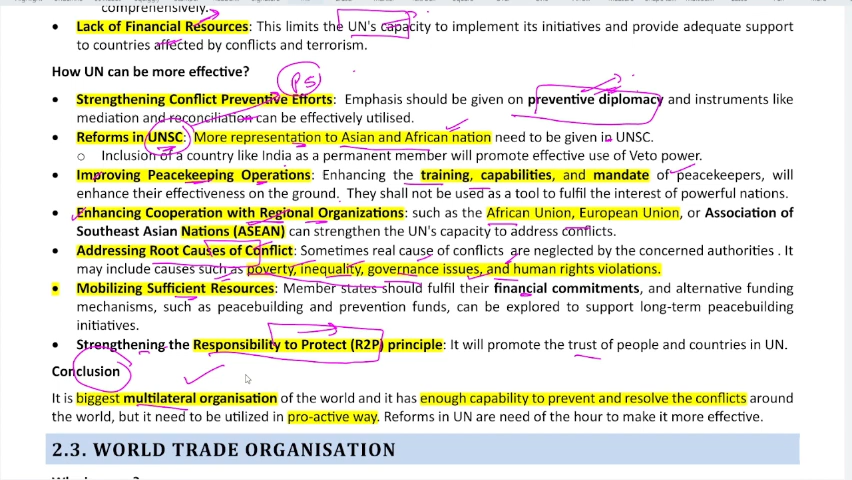 comprehensively.
• Lack of Financial Resources: This limits the UN's capacity to implement its initiatives and provide adequate support
to countries affected by conflicts and terrorism.
How UN can be more effective?
PS
• Strengthening Conflict Preventive Efforts: Emphasis should be given on preventive diplomacy and instruments like
mediation and reconciliation can be effectively utilised.
• Reforms in UNSC: More representation to Asian and African nation need to be given in UNSC.
o Inclusion of a country like India as a permanent member will promote effective use of Veto power.
• Improving Peacekeeping Operations: Enhancing the training, capabilities, and mandate of peacekeepers, will
enhance their effectiveness on the ground. They shall not be used as a tool to fulfil the interest of powerful nations.
• Enhancing Cooperation with Regional Organizations: such as the African Union, European Union, or Association of
Southeast Asian Nations (ASEAN) can strengthen the UN's capacity to address conflicts.
• Addressing Root Causes of Conflict: Sometimes real cause of conflicts are neglected by the concerned authorities . It
may include causes such as poverty, inequality, governance issues, and human rights violations.
• Mobilizing Sufficient Resources: Member states should fulfil their financial commitments, and alternative funding
mechanisms, such as peacebuilding and prevention funds, can be explored to support long-term peacebuilding
initiatives.
• Strengthening the Responsibility to Protect (R2P) principle: It will promote the trust of people and countries in UN.
Conclusion
It is biggest multilateral organisation of the world and it has enough capability to prevent and resolve the conflicts around
the world, but it need to be utilized in pro-active way. Reforms in UN are need of the hour to make it more effective.
2.3. WORLD TRADE ORGANISATION